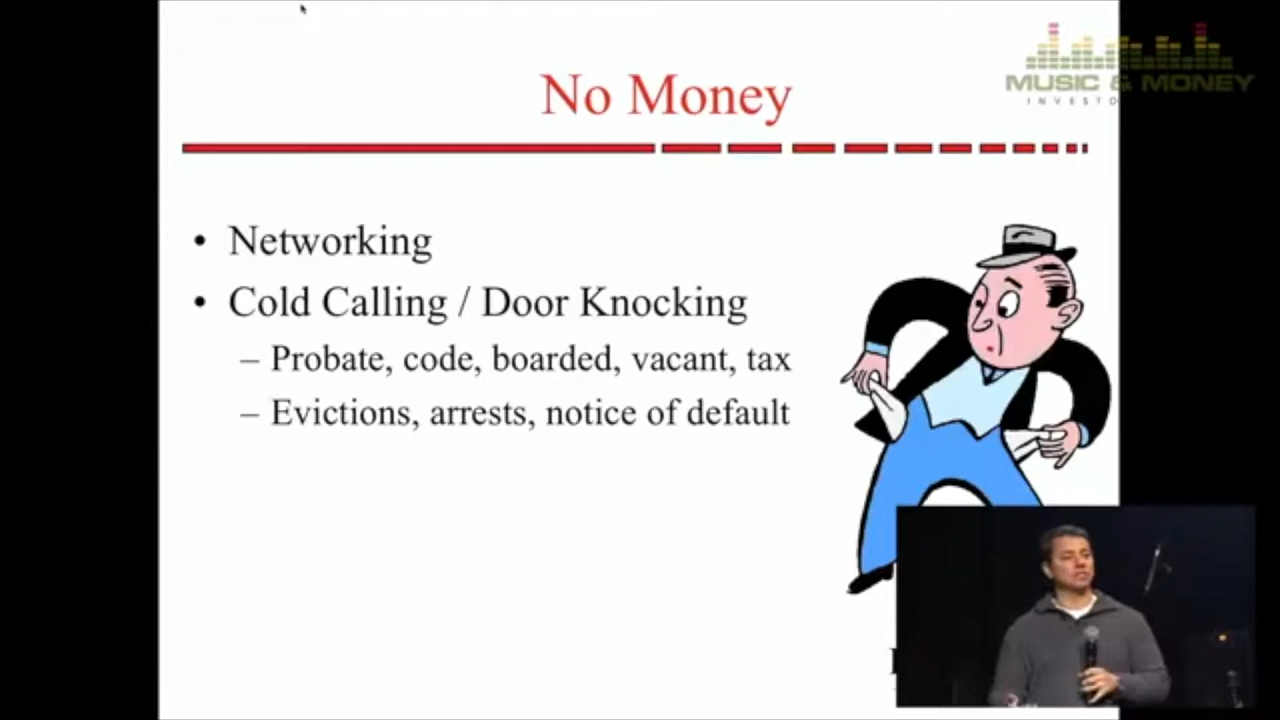 MUSIC & MONEY
No Money
• Networking
• Cold Calling / Door Knocking
– Probate, code, boarded, vacant, tax
– Evictions, arrests, notice of default